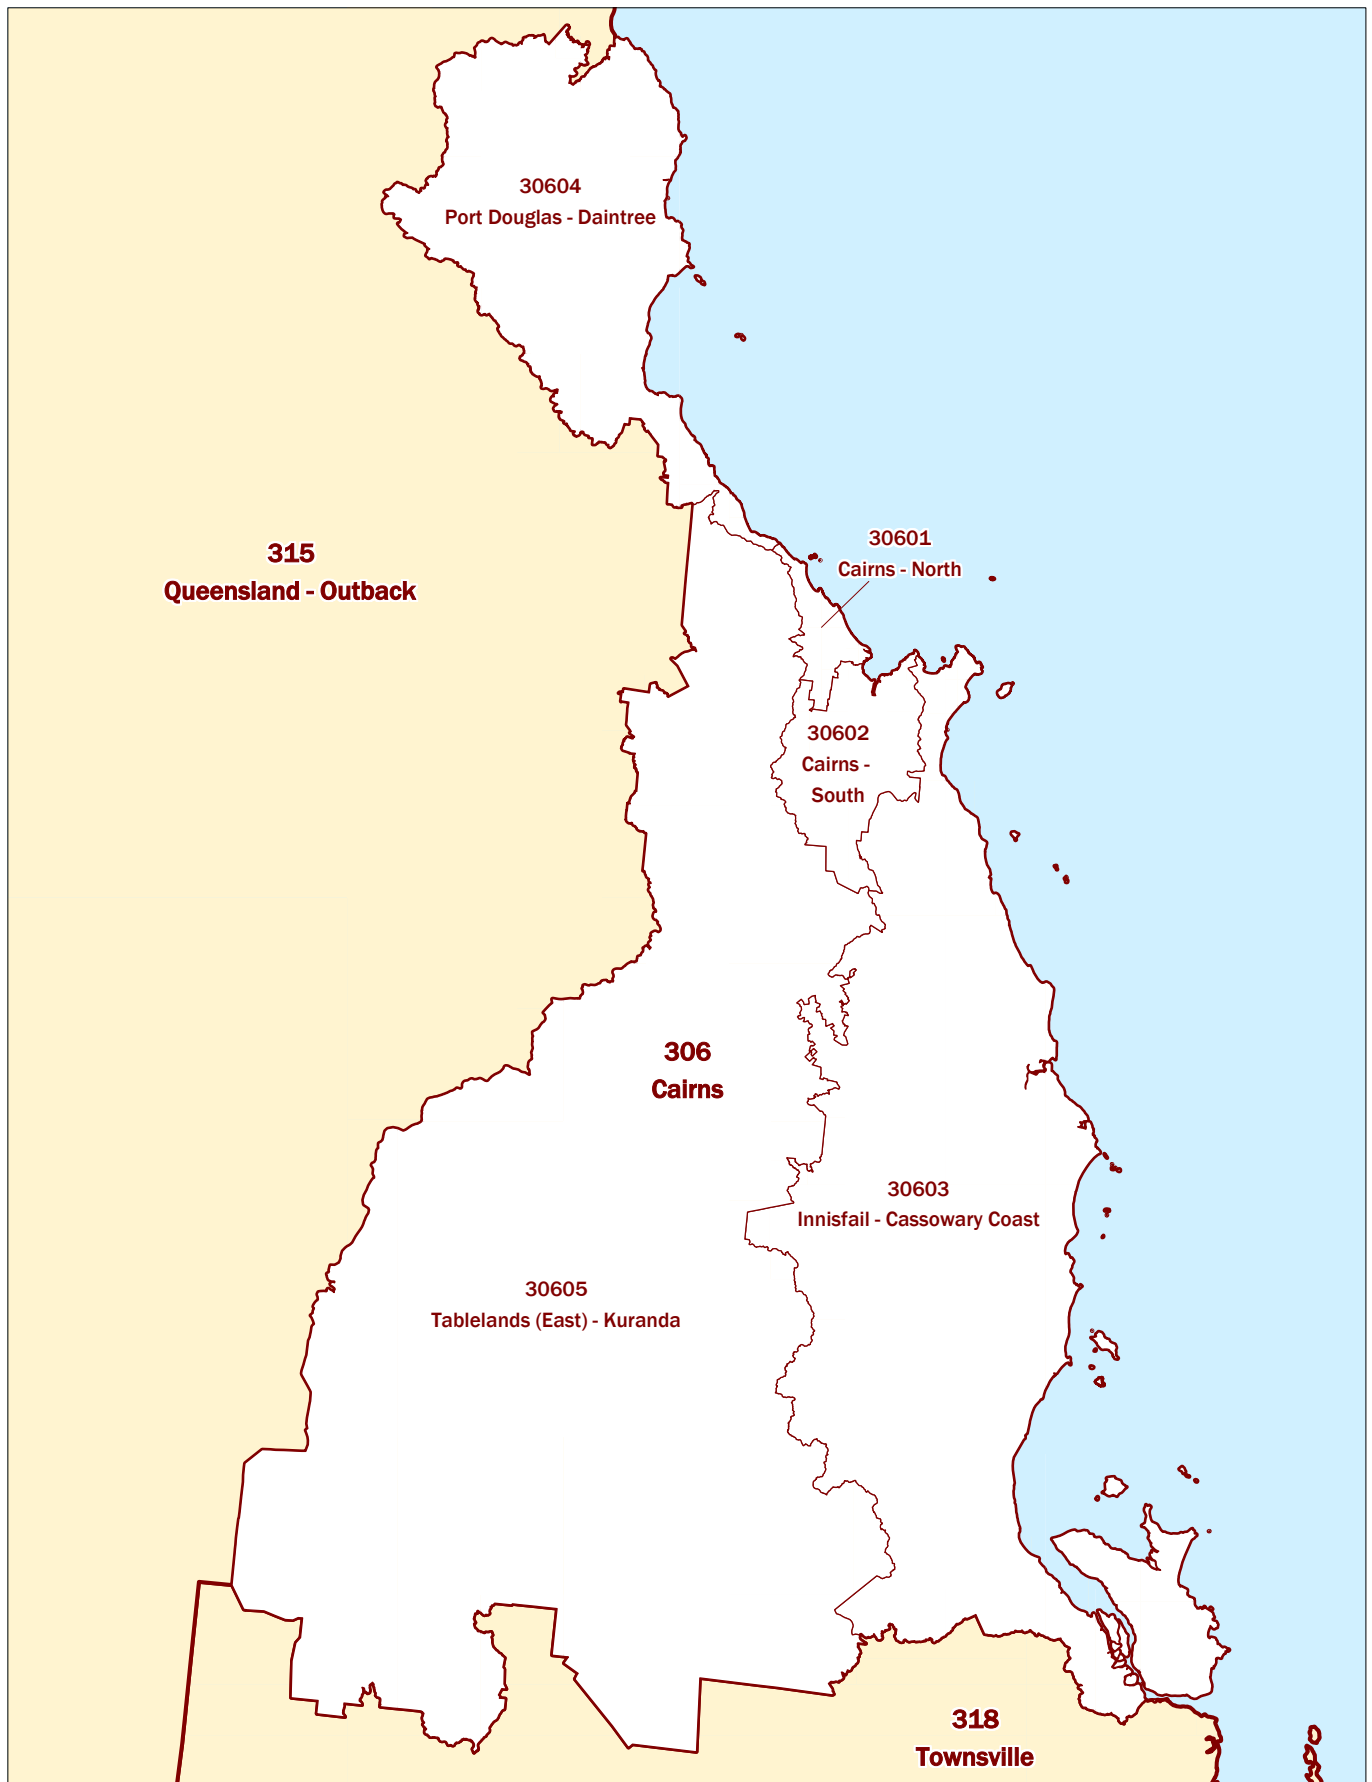 30604
Port Douglas - Daintree
30601
Cairns - North
315
Queensland - Outback
30602
Cairns -
South
306
Cairns
30603
Innisfail - Cassowary Coast
30605
Tablelands (East) - Kuranda
318
Townsville